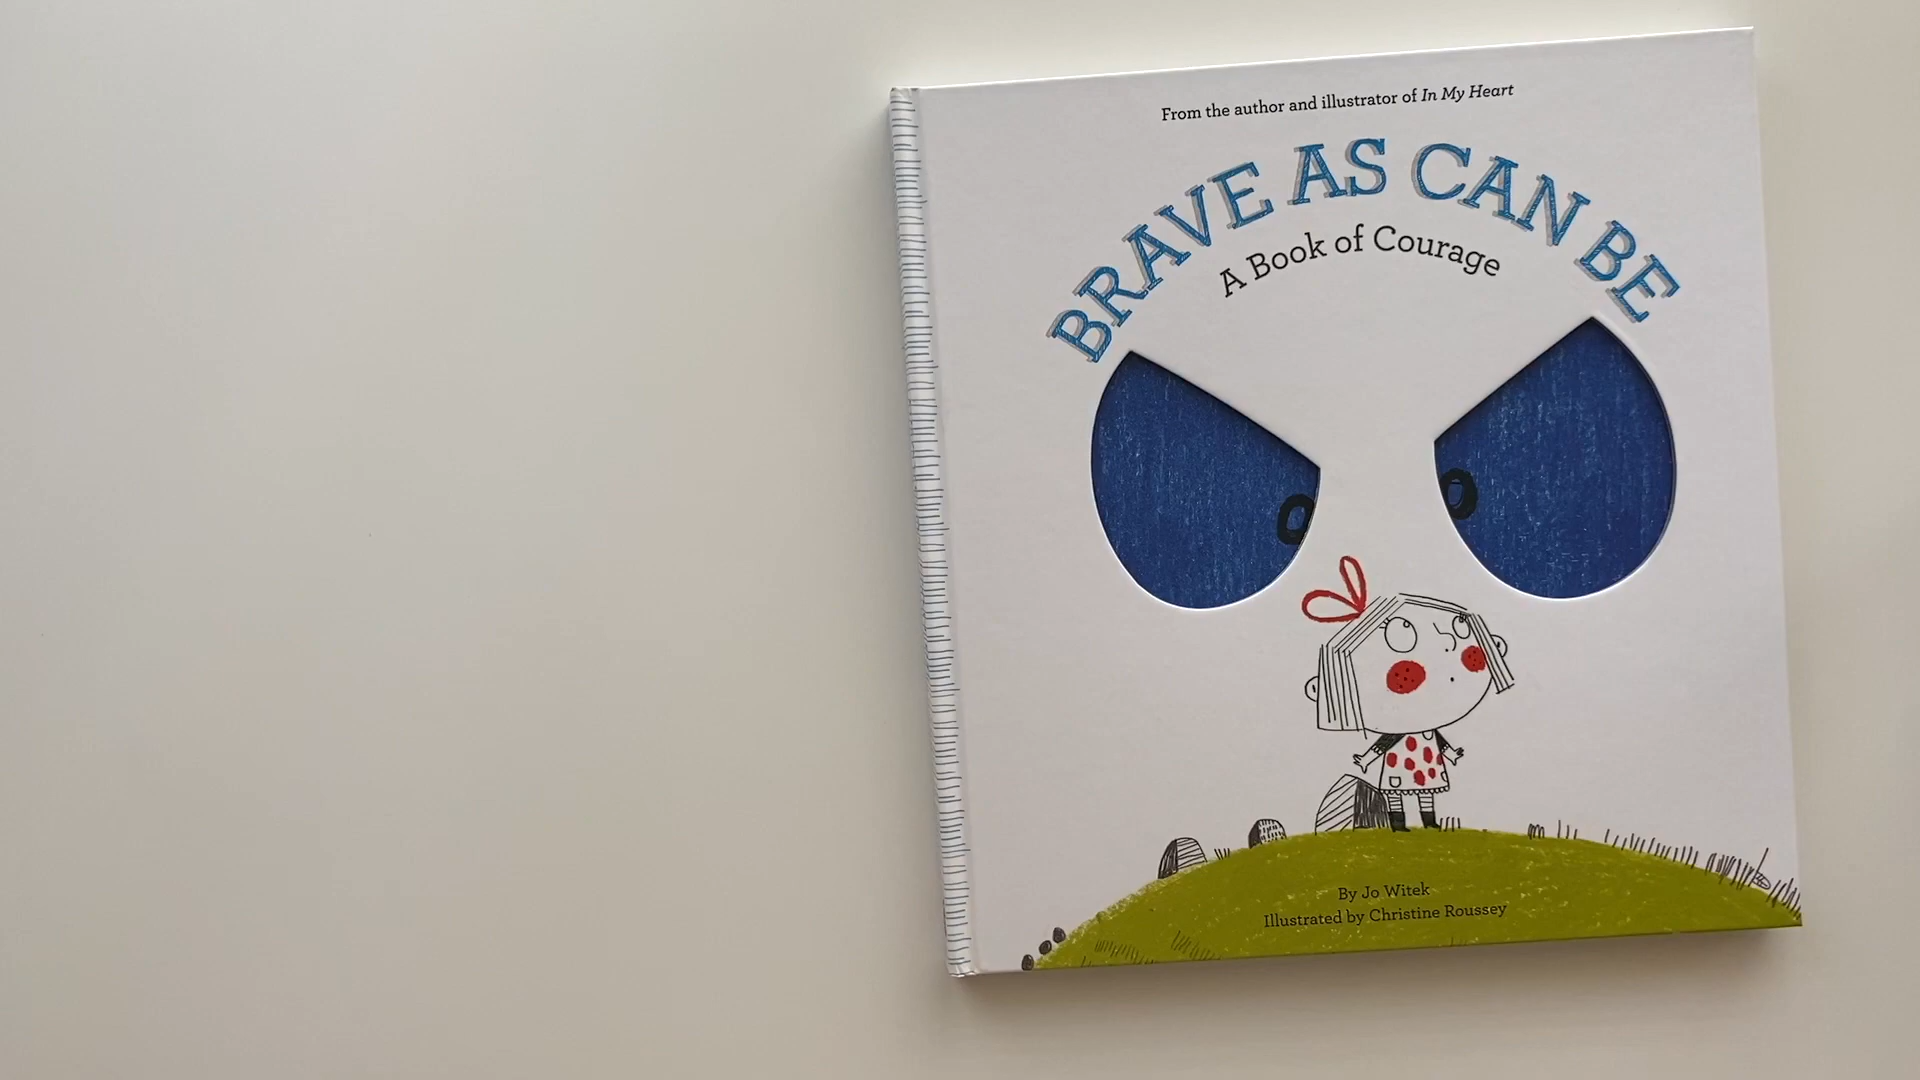 From the author and illustrator of In My Heart
BRAVE AS CAN BE
A Book of Courage
By Jo Witek
Illustrated by Christine Roussey